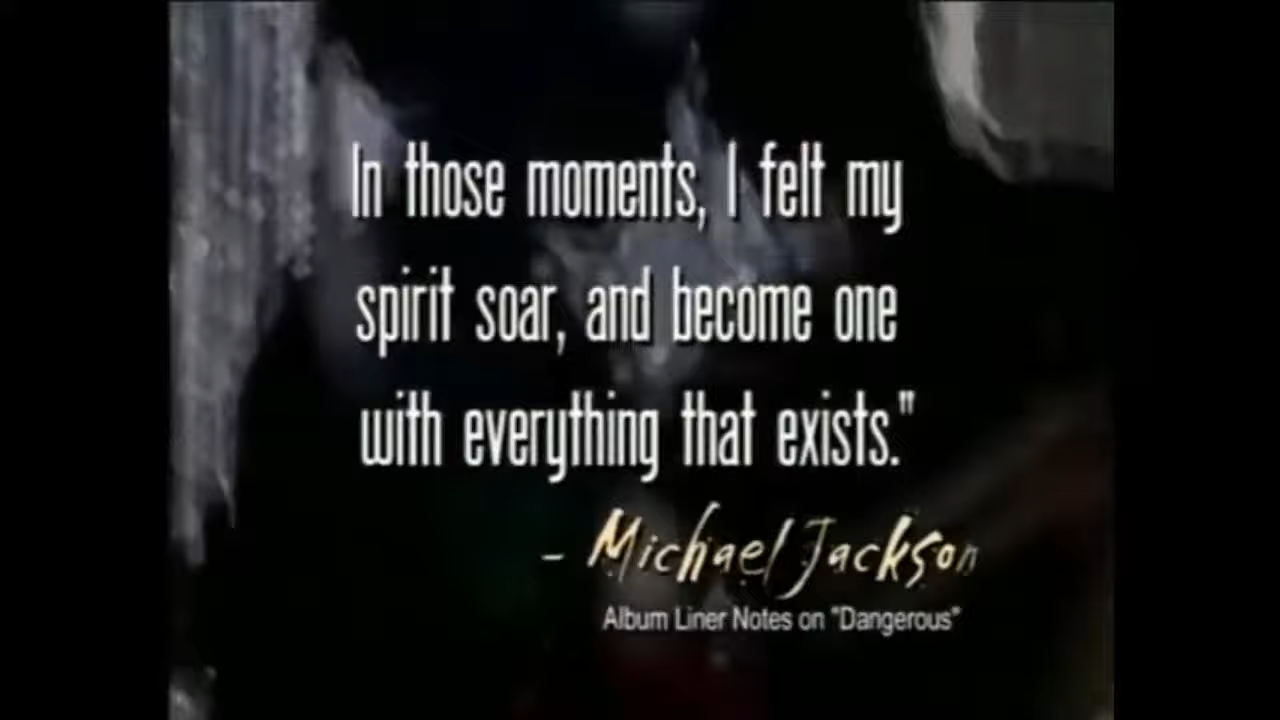 In those moments, I felt my
spirit soar, and become one
with everything that exists."
- Michael Jackson
Album Liner Notes on "Dangerous"